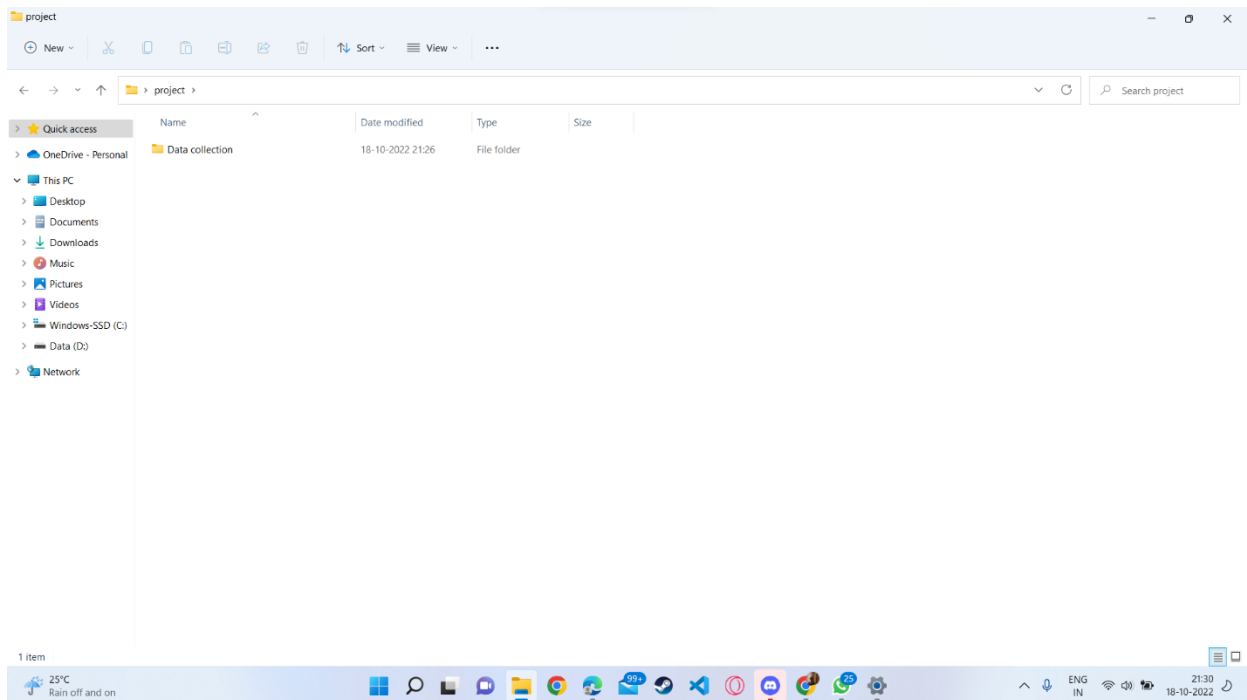 project
New
Sort
View
project
Search project
Name Date modified Type Size
Quick access
Data collection 18-10-2022 21:26 File folder
OneDrive - Personal
This PC
Desktop
Documents
Downloads
Music
Pictures
Videos
Windows-SSD (C:)
Data (D:)
Network
1 item
25°C
Rain off and on
99+
25
ENG
IN
21:30
18-10-2022